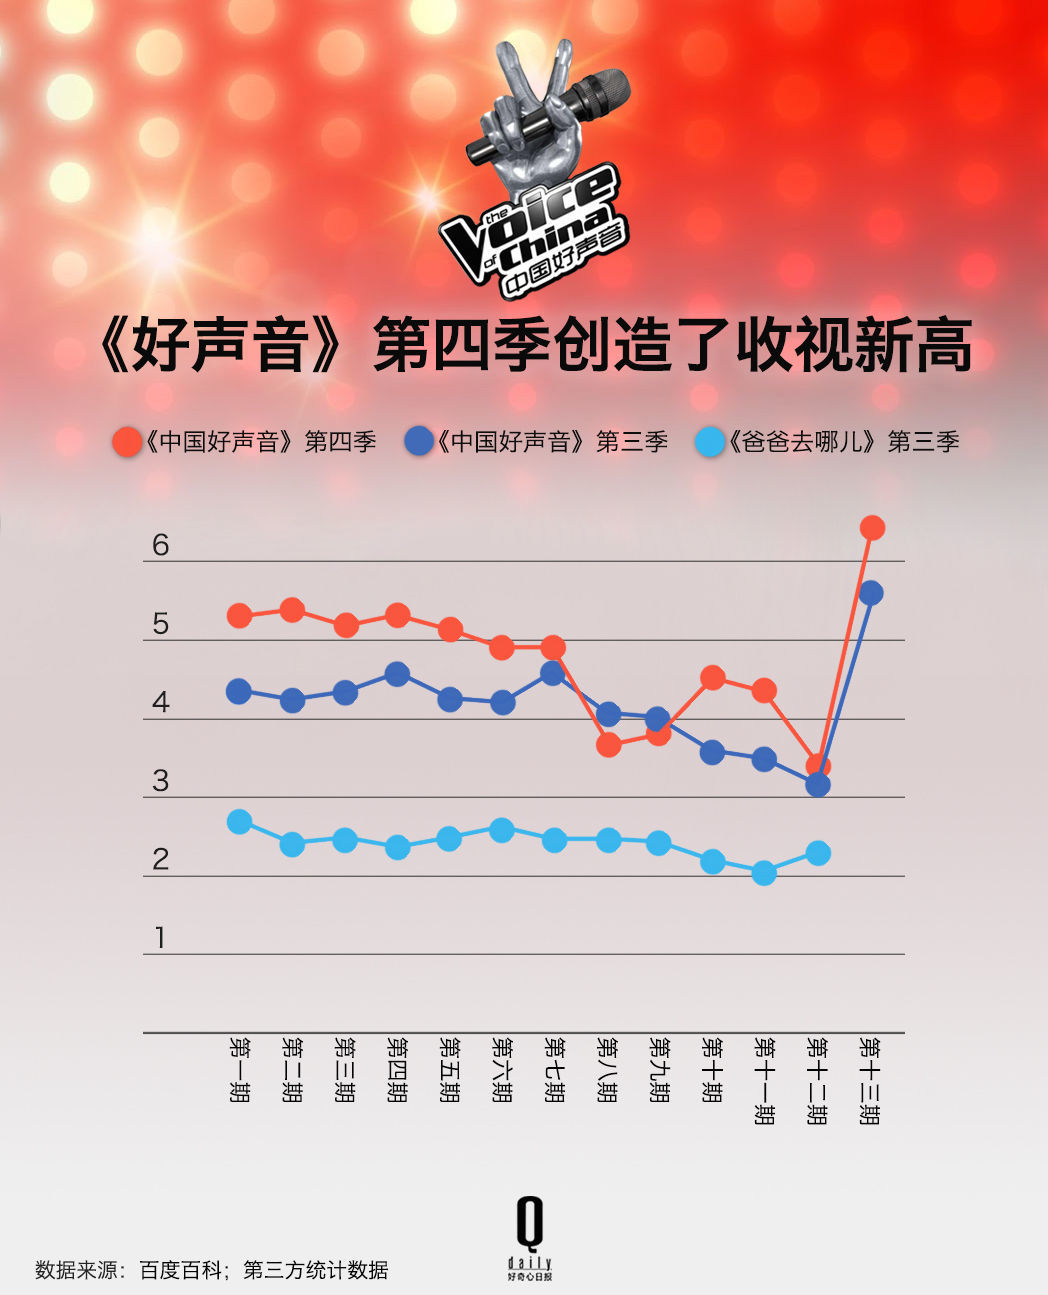 the
Voice
of China
中国好声音
《好声音》第四季创造了收视新高
《中国好声音》第四季 《中国好声音》第三季 《爸爸去哪儿》第三季
6
5
4
3
2
1
第一期
第二期
第三期
第四期
第五期
第六期
第七期
第八期
第九期
第十期
第十一期
第十二期
第十三期
Q
daily
好奇心日报
数据来源：百度百科；第三方统计数据